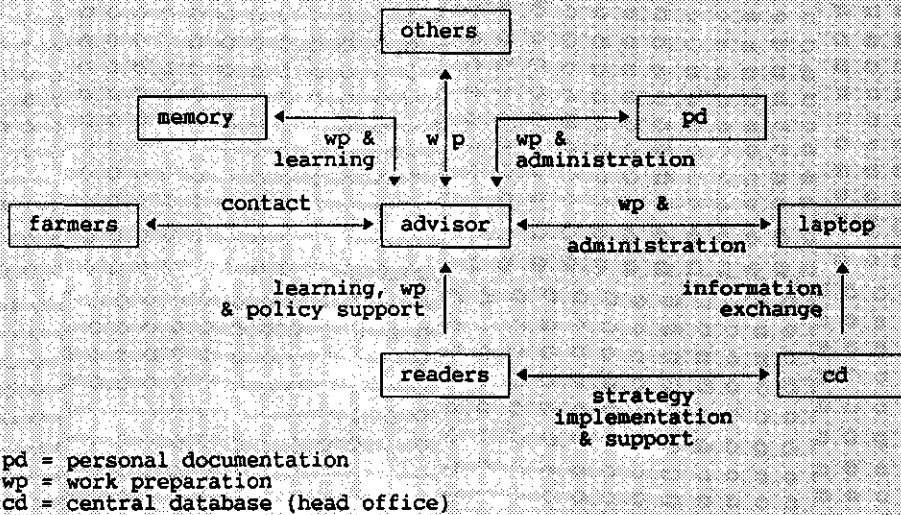 others
memory
pd
wp &
learning
w p
wp &
administration
contact
wp &
farmers
advisor
laptop
administration
learning, wp
& policy support
information
exchange
readers
cd
strategy
implementation
& support
pd = personal documentation
wp = work preparation
cd = central database (head office)